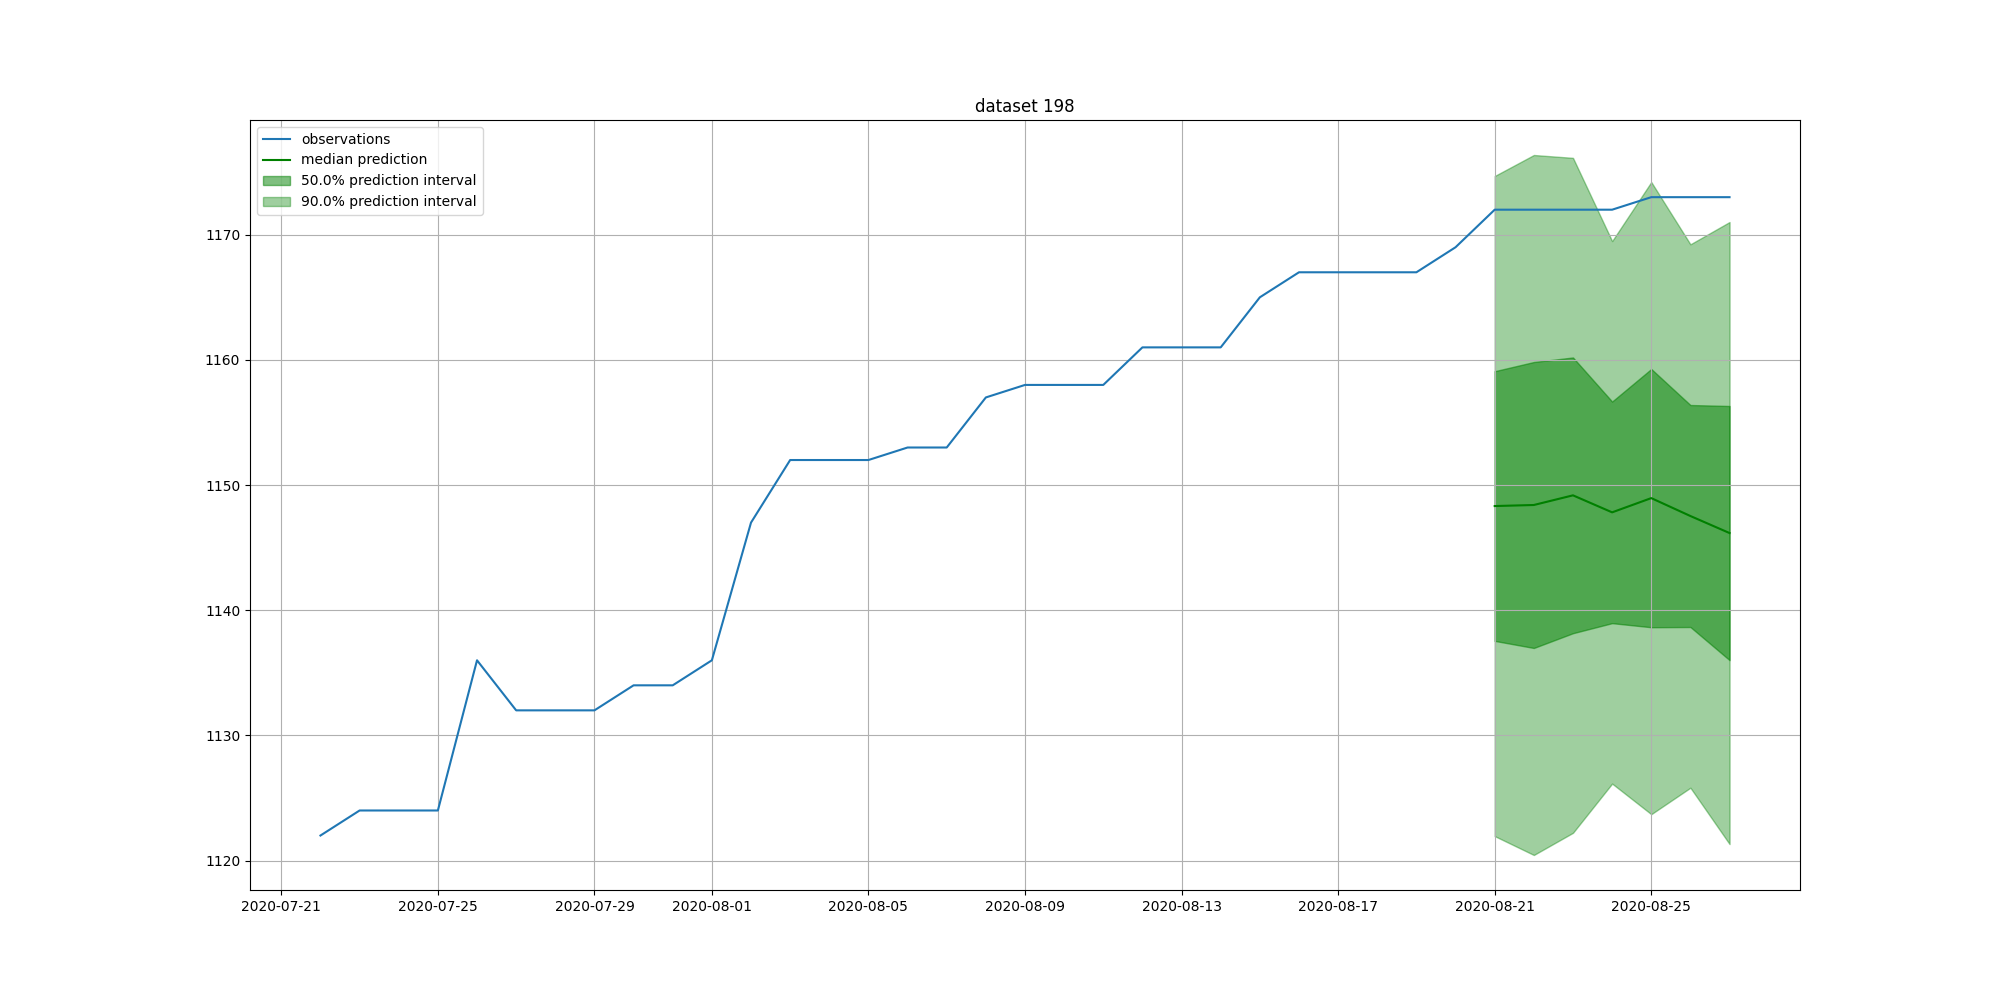 dataset 198
observations
median prediction
50.0% prediction interval
90.0% prediction interval
1170
1160
1150
1140
1130
1120
2020-07-21 2020-07-25 2020-07-29 2020-08-01 2020-08-05 2020-08-09 2020-08-13 2020-08-17 2020-08-21 2020-08-25